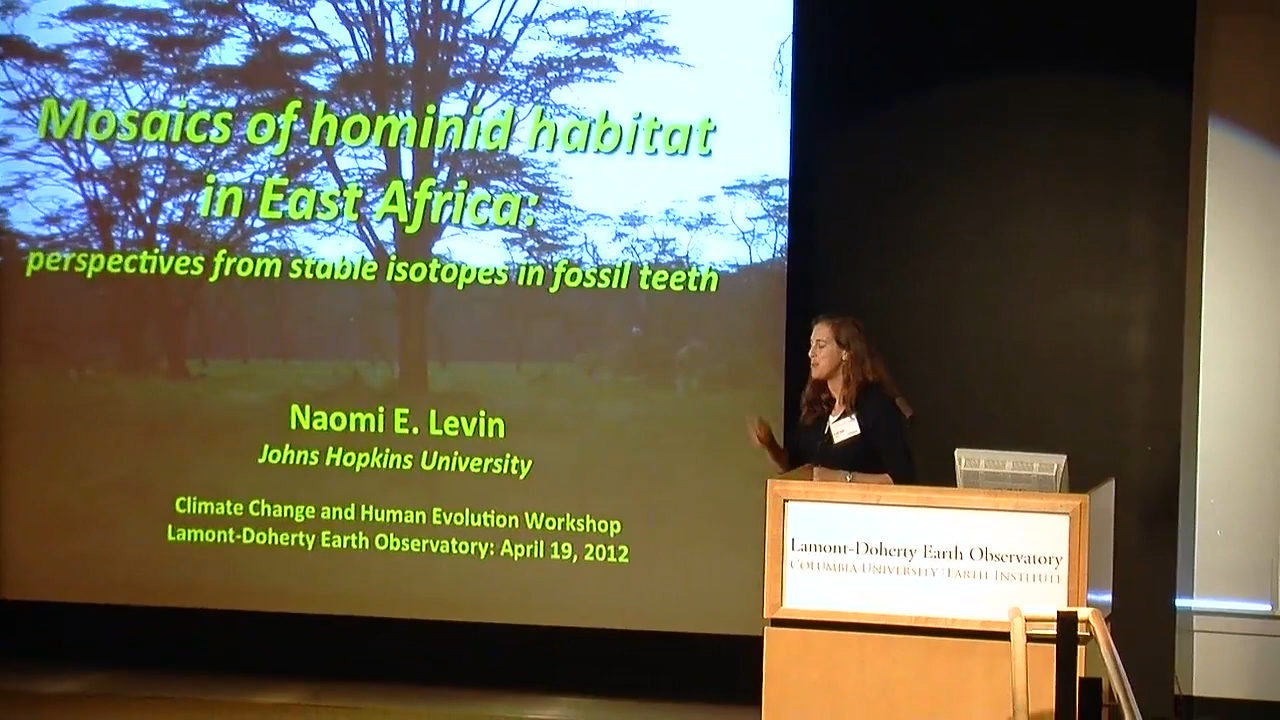 Mosaics of hominid habitat
in East Africa:
perspectives from stable isotopes in fossil teeth
Naomi E. Levin
Johns Hopkins University
Climate Change and Human Evolution Workshop
Lamont-Doherty Earth Observatory: April 19, 2012
Lamont-Doherty Earth Observatory
COLUMBIA UNIVERSITY | EARTH INSTITUTE